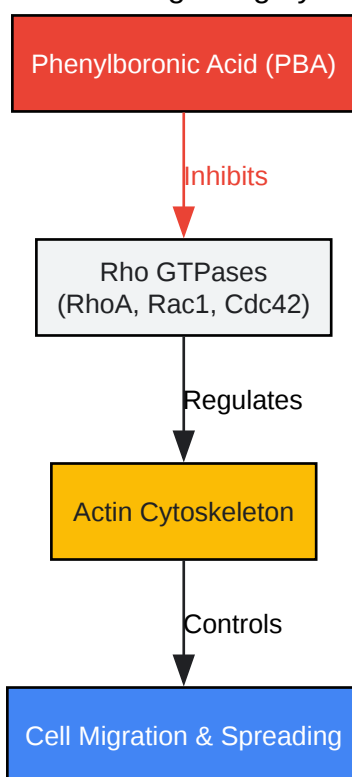 Phenylboronic Acid (PBA)
Inhibits
Rho GTPases
(RhoA, Rac1, Cdc42)
Regulates
Actin Cytoskeleton
Controls
Cell Migration & Spreading